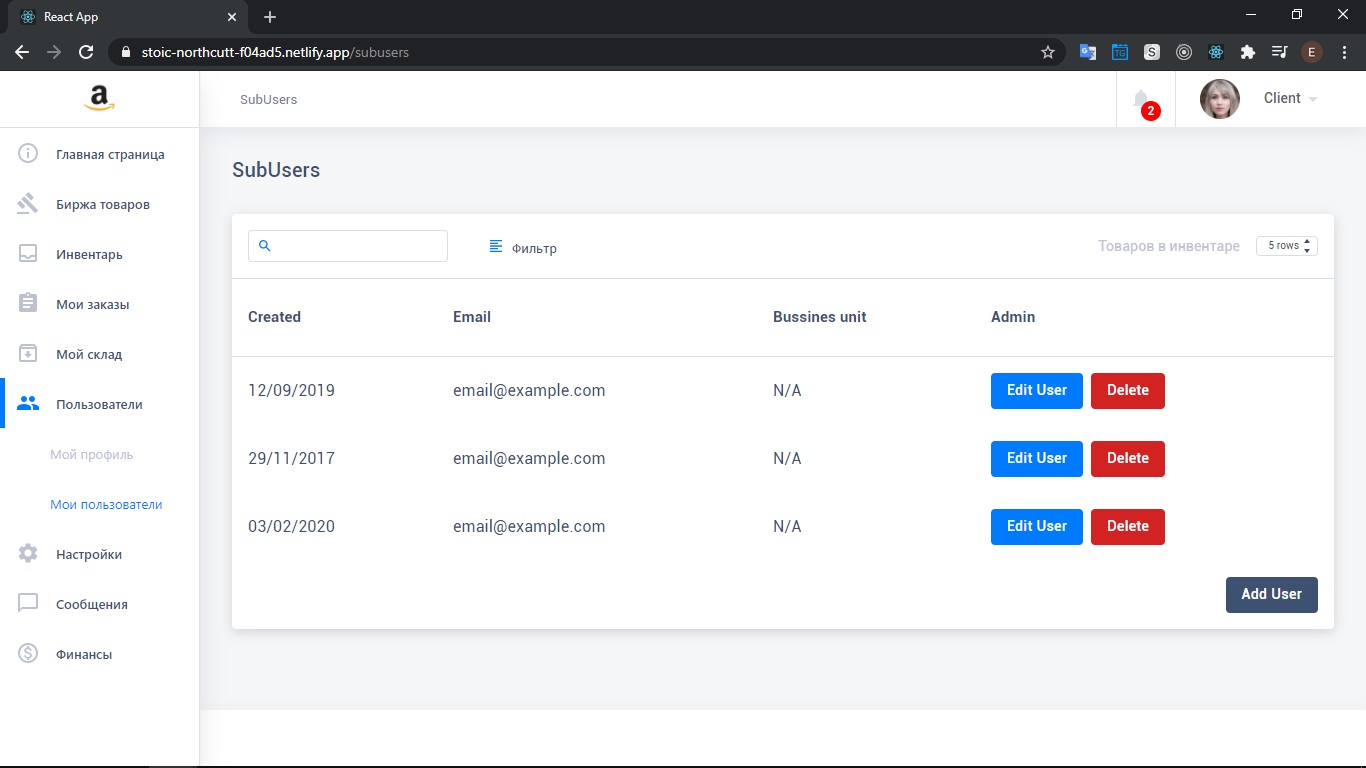 React App
stoic-northcutt-f04ad5.netlify.app/subusers
TG
S
E
a
SubUsers
2
Client
Главная страница
Биржа товаров
Инвентарь
Мои заказы
Мой склад
Пользователи
Мой профиль
Мои пользователи
Настройки
Сообщения
Финансы
SubUsers
Фильтр
Товаров в инвентаре
5 rows
Created Email Bussines unit Admin
12/09/2019 email@example.com N/A Edit User Delete
29/11/2017 email@example.com N/A Edit User Delete
03/02/2020 email@example.com N/A Edit User Delete
Add User